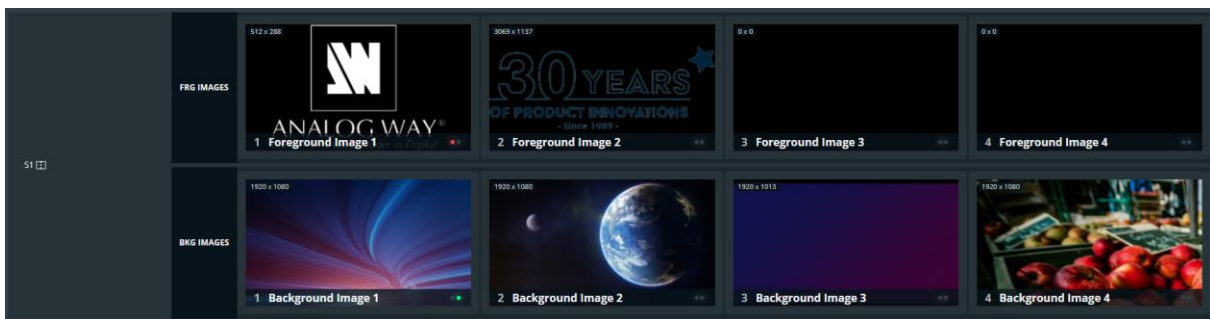 S1
FRG IMAGES
512 x 288
ANALOG WAY®
in Digital
1 Foreground Image 1
3069 x 1137
30 YEARS
OF PRODUCT INNOVATIONS
- Since 1989 -
2 Foreground Image 2
0 x 0
3 Foreground Image 3
0 x 0
4 Foreground Image 4
BKG IMAGES
1920 x 1080
1 Background Image 1
1920 x 1080
2 Background Image 2
1920 x 1013
3 Background Image 3
1920 x 1080
4 Background Image 4